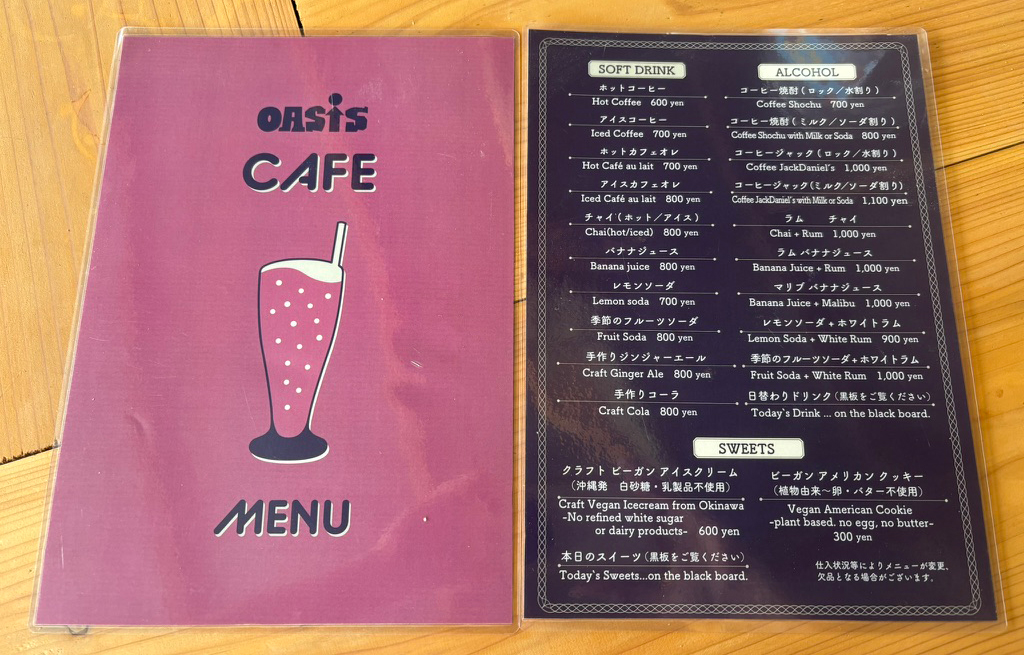 OASIS
CAFE
MENU
SOFT DRINK
ホットコーヒー
Hot Coffee 600 yen
アイスコーヒー
Iced Coffee 700 yen
ホットカフェオレ
Hot Café au lait 700 yen
アイスカフェオレ
Iced Café au lait 800 yen
チャイ(ホット/アイス)
Chai(hot/iced) 800 yen
バナナジュース
Banana juice 800 yen
レモンソーダ
Lemon soda 700 yen
季節のフルーツソーダ
Fruit Soda 800 yen
手作りジンジャーエール
Craft Ginger Ale 800 yen
手作りコーラ
Craft Cola 800 yen
ALCOHOL
コーヒー焼酎(ロック/水割り)
Coffee Shochu 700 yen
コーヒー焼酎(ミルク/ソーダ割り)
Coffee Shochu with Milk or Soda 800 yen
コーヒージャック(ロック/水割り)
Coffee JackDaniel's 1,000 yen
コーヒージャック(ミルク/ソーダ割り)
Coffee JackDaniel's with Milk or Soda 1,100 yen
ラム チャイ
Chai + Rum 1,000 yen
ラム バナナジュース
Banana Juice + Rum 1,000 yen
マリブ バナナジュース
Banana Juice + Malibu 1,000 yen
レモンソーダ+ホワイトラム
Lemon Soda + White Rum 900 yen
季節のフルーツソーダ+ホワイトラム
Fruit Soda + White Rum 1,000 yen
日替わりドリンク(黒板をご覧ください)
Today`s Drink ... on the black board.
SWEETS
クラフト ビーガン アイスクリーム
(沖縄発 白砂糖・乳製品不使用)
Craft Vegan Icecream from Okinawa
-No refined white sugar
or dairy products- 600 yen
本日のスイーツ(黒板をご覧ください)
Today`s Sweets...on the black board.
ビーガン アメリカン クッキー
(植物由来〜卵・バター不使用)
Vegan American Cookie
-plant based. no egg, no butter-
300 yen
仕入状況等によりメニューが変更、
欠品となる場合がございます.